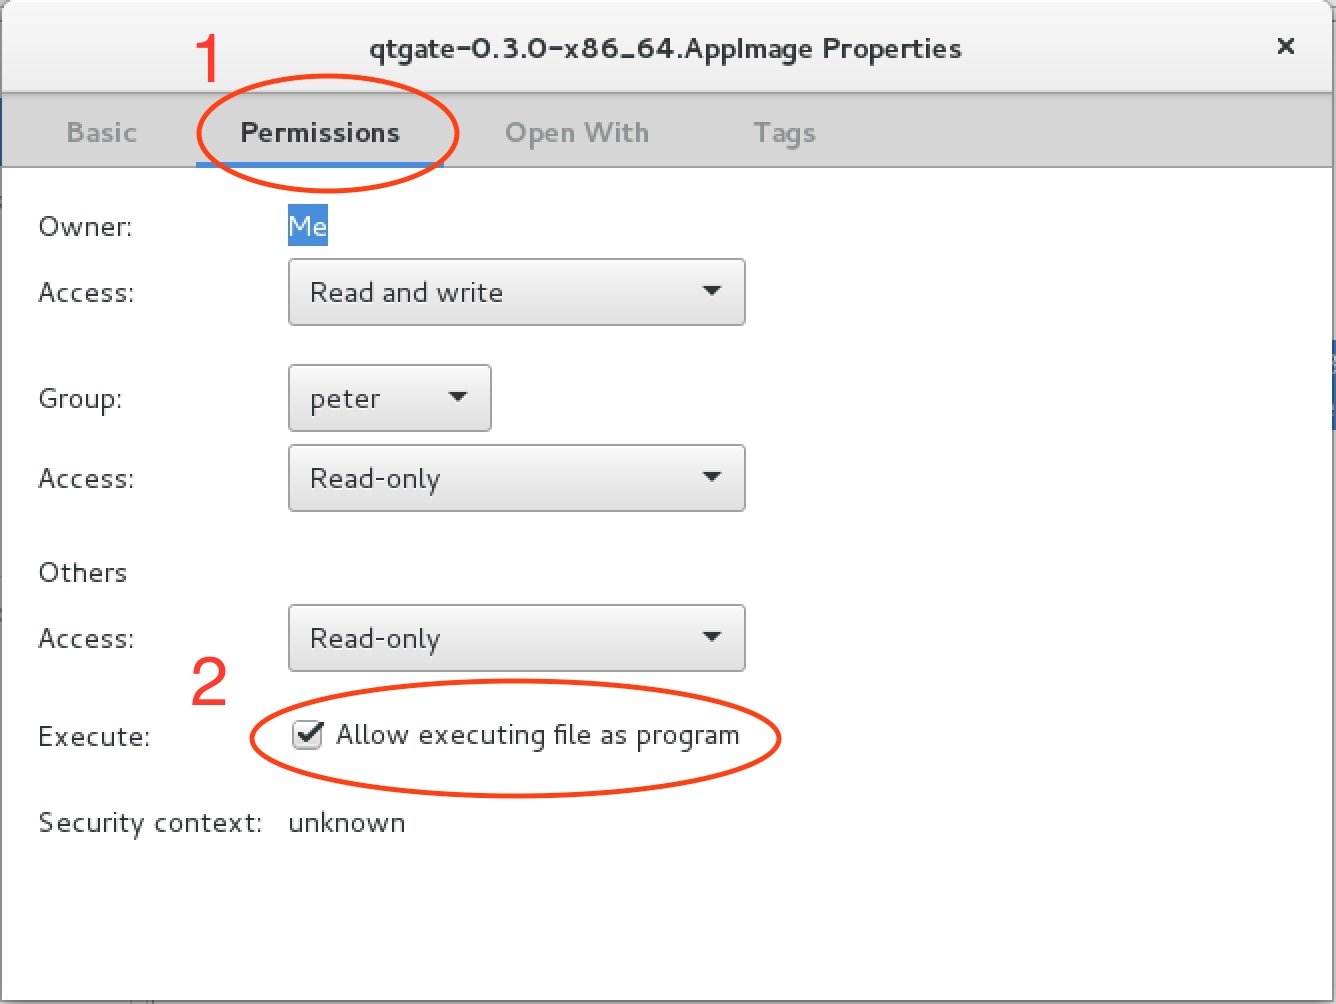 1
qtgate-0.3.0-x86_64.AppImage Properties
Basic Permissions Open With Tags
Owner: Me
Access: Read and write
Group: peter
Access: Read-only
Others
Access: Read-only
2
Execute: Allow executing file as program
Security context: unknown